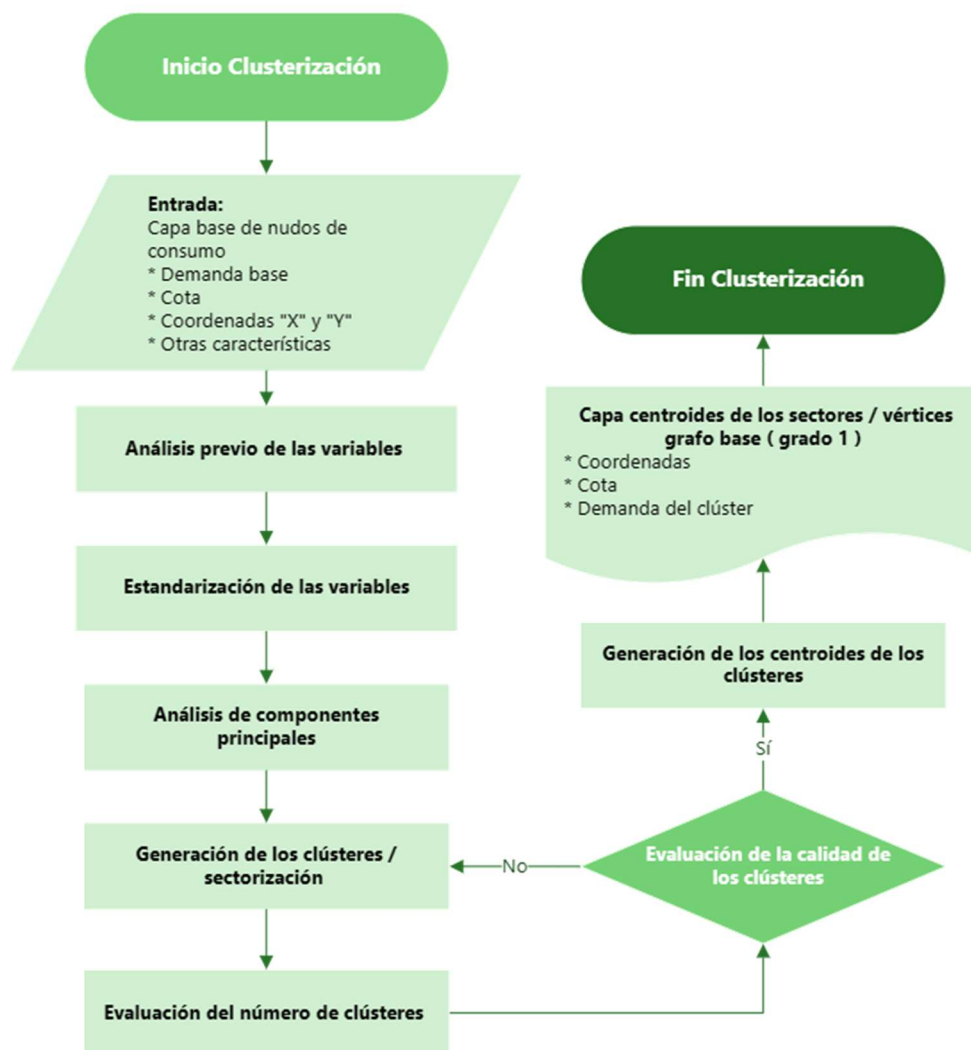 Inicio Clusterización
Entrada:
Capa base de nudos de
consumo
* Demanda base
* Cota
* Coordenadas "X" y "Y"
* Otras características
Análisis previo de las variables
Estandarización de las variables
Análisis de componentes
principales
Generación de los clústeres /
sectorización
Evaluación del número de clústeres
Evaluación de la calidad de
los clústeres
No
Sí
Generación de los centroides de los
clústeres
Capa centroides de los sectores / vértices
grafo base ( grado 1 )
* Coordenadas
* Cota
* Demanda del clúster
Fin Clusterización